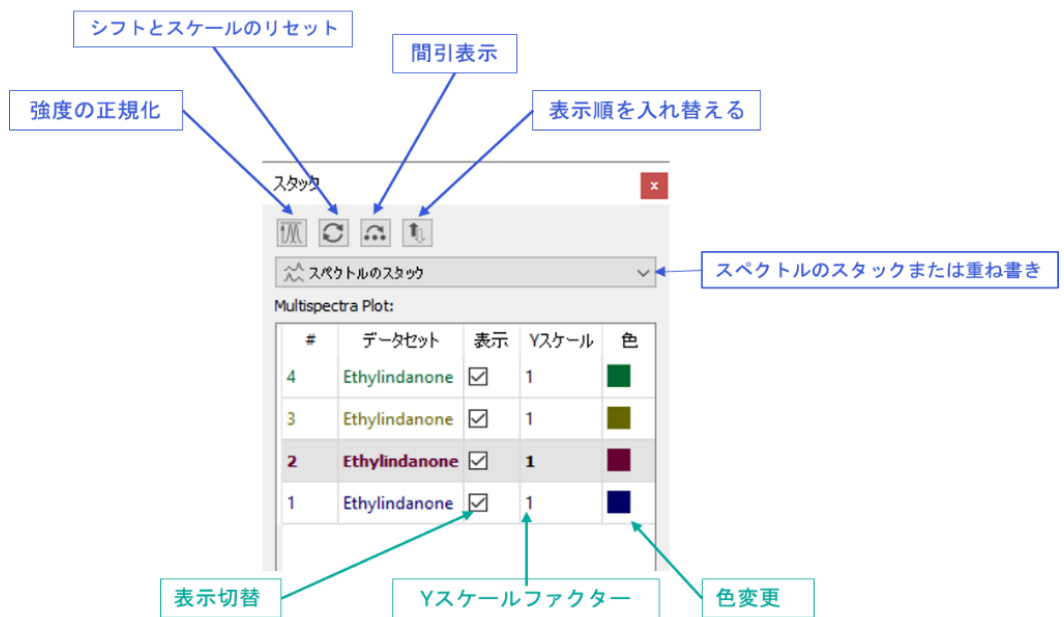 シフトとスケールのリセット
間引表示
強度の正規化
表示順を入れ替える
スタック
x
スペクトルのスタック
スペクトルのスタックまたは重ね書き
Multispectra Plot:
# データセット 表示 Yスケール 色
4 Ethylindanone 1
3 Ethylindanone 1
2 Ethylindanone 1
1 Ethylindanone 1
表示切替
Yスケールファクター
色変更